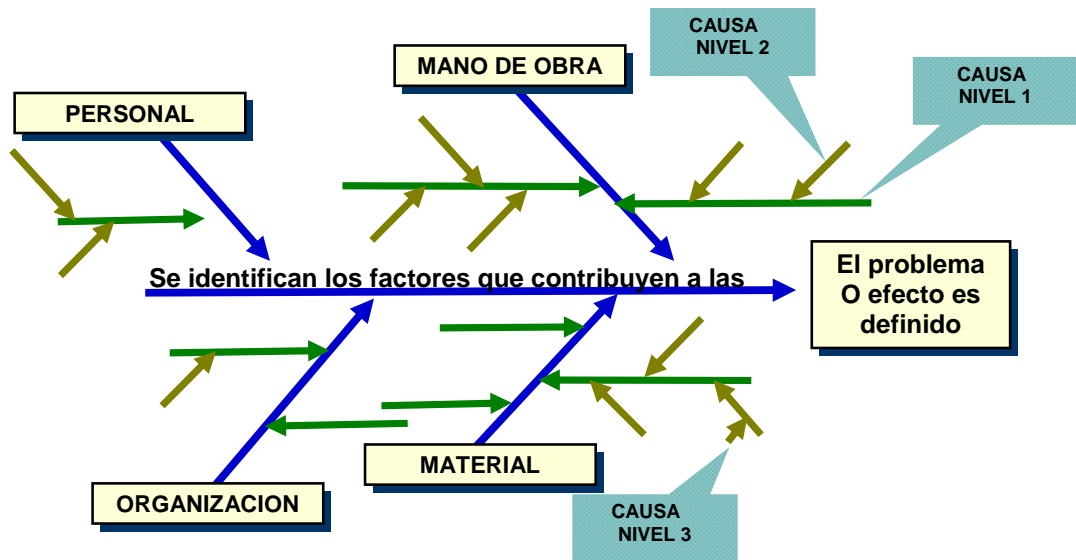 CAUSA
NIVEL 2
MANO DE OBRA
CAUSA
NIVEL 1
PERSONAL
Se identifican los factores que contribuyen a las
El problema
O efecto es
definido
MATERIAL
ORGANIZACION
CAUSA
NIVEL 3